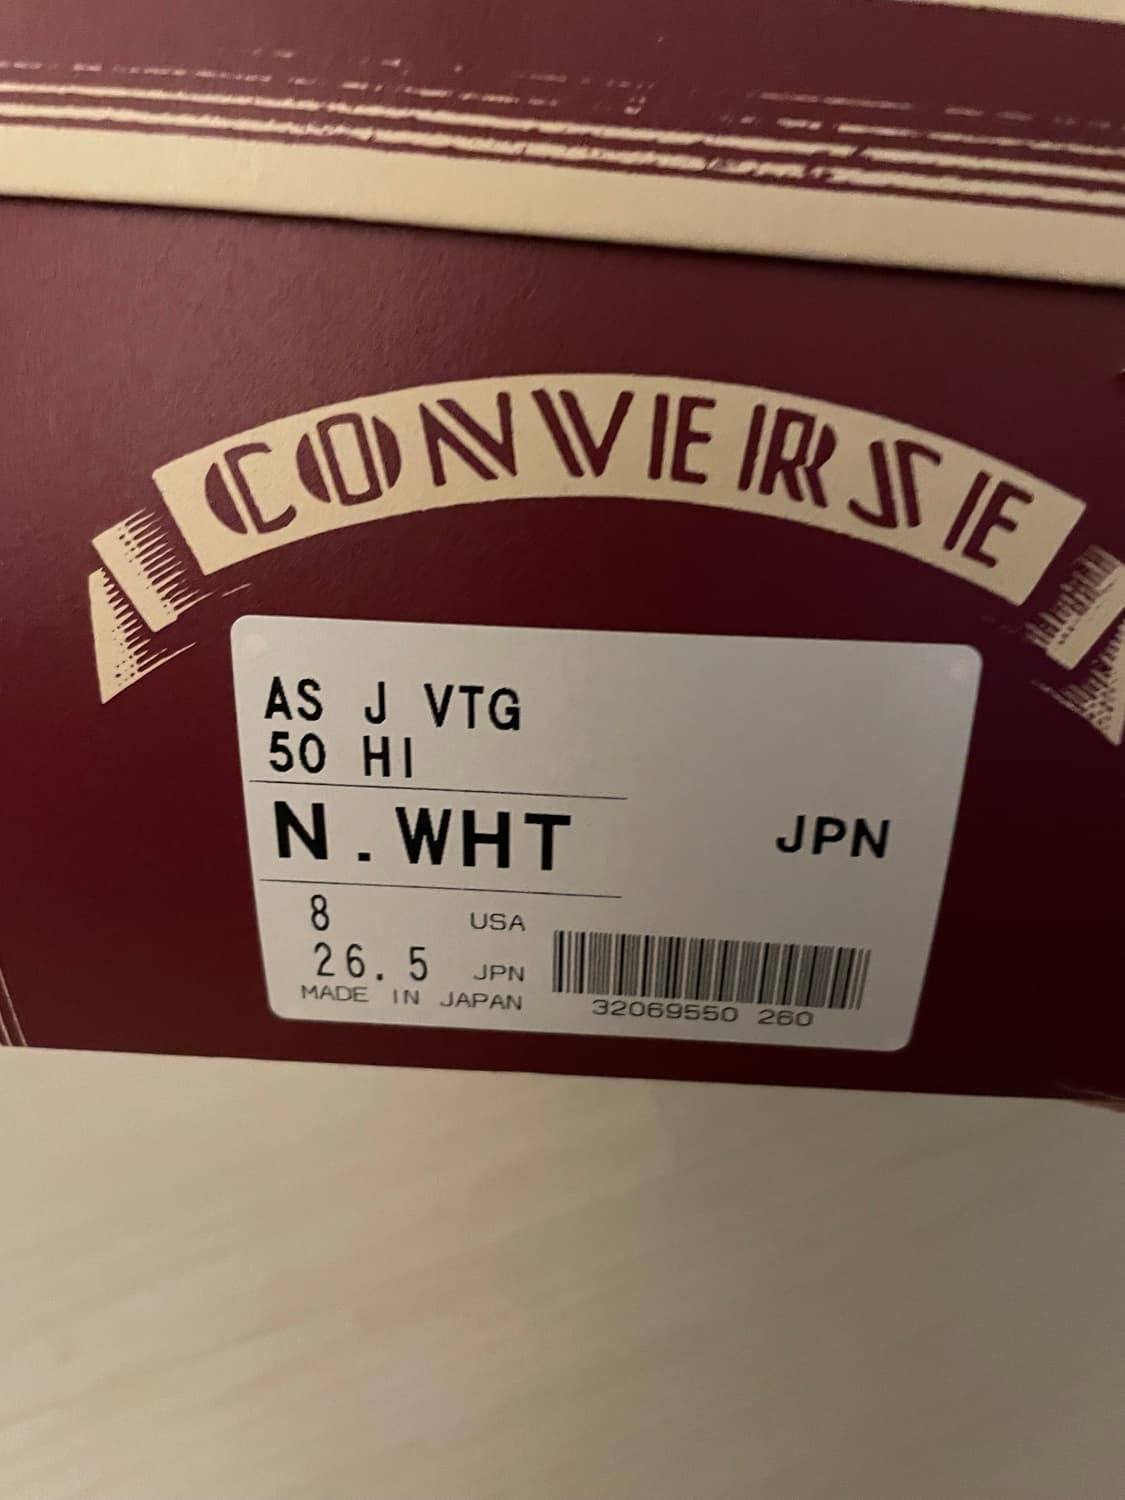 CONVERSE
AS J VTG
50 HI
N.WHT JPN
8 USA
26.5 JPN
MADE IN JAPAN
32069550 260